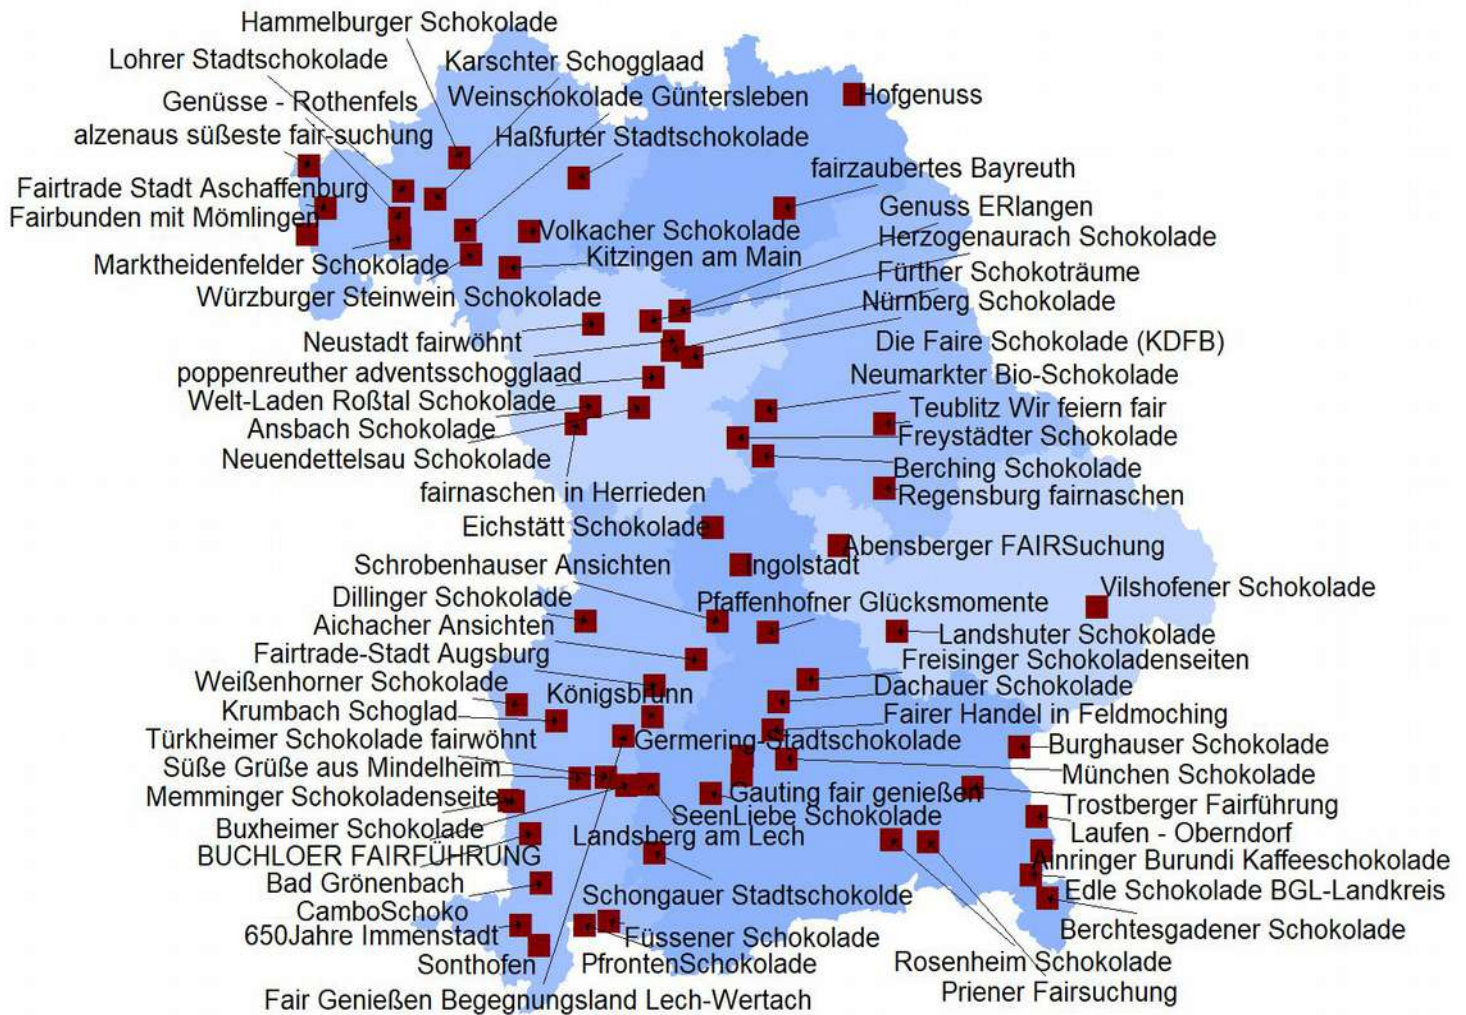 Hammelburger Schokolade
Lohrer Stadtschokolade
Karschter Schogglaad
Genüsse - Rothenfels
Weinschokolade Güntersleben
Hofgenuss
alzenaus süßeste fair-suchung
Haßfurter Stadtschokolade
fairzaubertes Bayreuth
Fairtrade Stadt Aschaffenburg
Genuss ERlangen
Fairbunden mit Mömlingen
Volkacher Schokolade
Herzogenaurach Schokolade
Marktheidenfelder Schokolade
Kitzingen am Main
Fürther Schokoträume
Würzburger Steinwein Schokolade
Nürnberg Schokolade
Neustadt fairwöhnt
Die Faire Schokolade (KDFB)
poppenreuther adventsschogglaad
Neumarkter Bio-Schokolade
Welt-Laden Roßtal Schokolade
Teublitz Wir feiern fair
Ansbach Schokolade
Freystädter Schokolade
Neuendettelsau Schokolade
Berching Schokolade
fairnaschen in Herrieden
Regensburg fairnaschen
Eichstätt Schokolade
Abensberger FAIRSuchung
Schrobenhauser Ansichten
Ingolstadt
Vilshofener Schokolade
Dillinger Schokolade
Pfaffenhofner Glücksmomente
Aichacher Ansichten
Landshuter Schokolade
Fairtrade-Stadt Augsburg
Freisinger Schokoladenseiten
Weißenhorner Schokolade
Königsbrunn
Dachauer Schokolade
Krumbach Schoglad
Fairer Handel in Feldmoching
Türkheimer Schokolade fairwöhnt
Germering-Stadtschokolade
Burghauser Schokolade
Süße Grüße aus Mindelheim
München Schokolade
Memminger Schokoladenseite
Gauting fair genießen
Trostberger Fairführung
Buxheimer Schokolade
SeenLiebe Schokolade
Laufen - Oberndorf
BUCHLOER FAIRFÜHRUNG
Landsberg am Lech
Ainringer Burundi Kaffeeschokolade
Bad Grönenbach
Schongauer Stadtschokolde
Edle Schokolade BGL-Landkreis
CamboSchoko
Berchtesgadener Schokolade
650Jahre Immenstadt
Füssener Schokolade
Sonthofen
PfrontenSchokolade
Rosenheim Schokolade
Fair Genießen Begegnungsland Lech-Wertach
Priener Fairsuchung